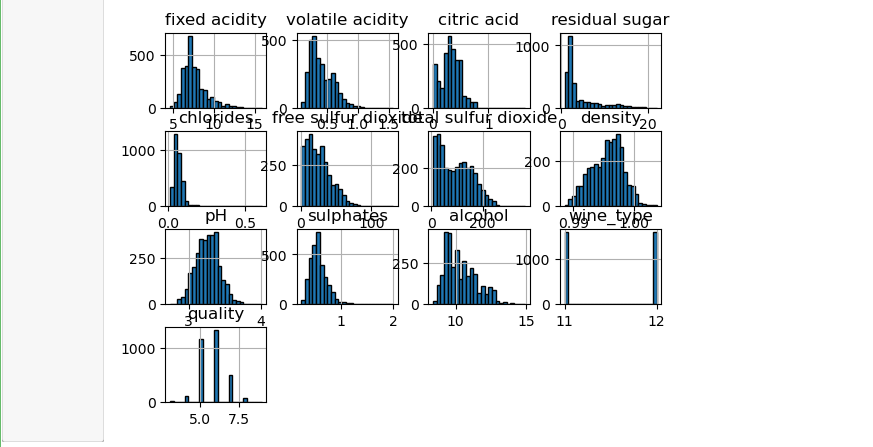 fixed acidity volatile acidity citric acid residual sugar
500 500 500 1000
0 0 0 0
5 10 15 0.5 1.0 1.5 0 1 0 20
chlorides free sulfur dioxide total sulfur dioxide density
1000 250 200 200
0 0 0 0
0.0 0.5 0 100 0 200 0.99 1.00
pH sulphates alcohol wine_type
250 500 250 1000
0 0 0 0
3 4 1 2 10 15 11 12
quality
1000
0
5.0 7.5